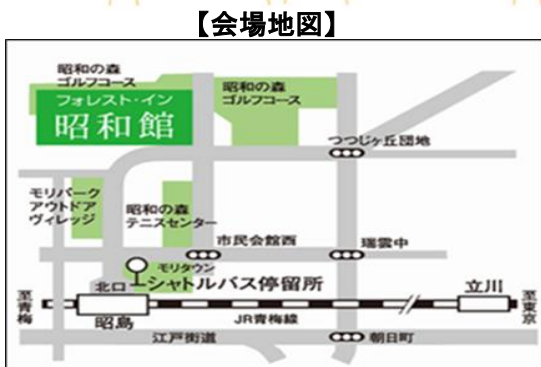 【会場地図】
昭和の森
ゴルフコース
フォレスト・イン
昭和館
昭和の森
ゴルフコース
つつじヶ丘団地
モリパーク
アウトドア
ヴィレッジ
昭和の森
テニスセンター
市民会館西
瑞雲中
モリタウン
北口
シャトルバス停留所
至青梅
昭島
JR青梅線
立川
至東京
江戸街道
朝日町